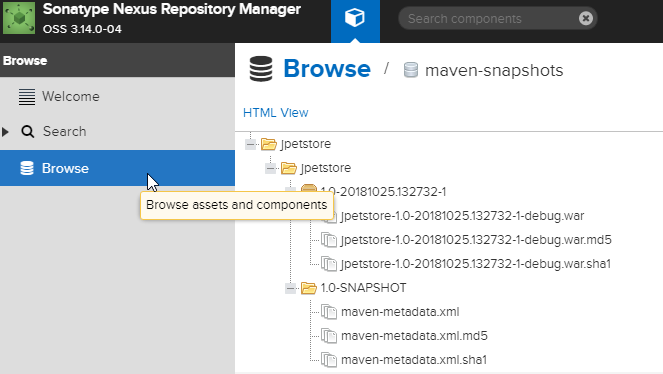 Sonatype Nexus Repository Manager
OSS 3.14.0-04
Search components
Browse
Welcome
Search
Browse
Browse assets and components
Browse / maven-snapshots
HTML View
jpetstore
jpetstore
1.0-20181025.132732-1
jpetstore-1.0-20181025.132732-1-debug.war
jpetstore-1.0-20181025.132732-1-debug.war.md5
jpetstore-1.0-20181025.132732-1-debug.war.sha1
1.0-SNAPSHOT
maven-metadata.xml
maven-metadata.xml.md5
maven-metadata.xml.sha1